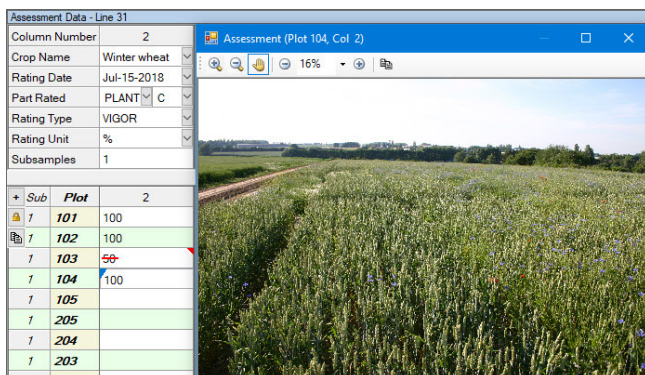 Assessment Data - Line 31
Column Number 2
Crop Name Winter wheat
Rating Date Jul-15-2018
Part Rated PLANT C
Rating Type VIGOR
Rating Unit %
Subsamples 1
+ Sub Plot 2
1 101 100
1 102 100
1 103 50
1 104 100
1 105
1 205
1 204
1 203
Assessment (Plot 104, Col 2)
16%